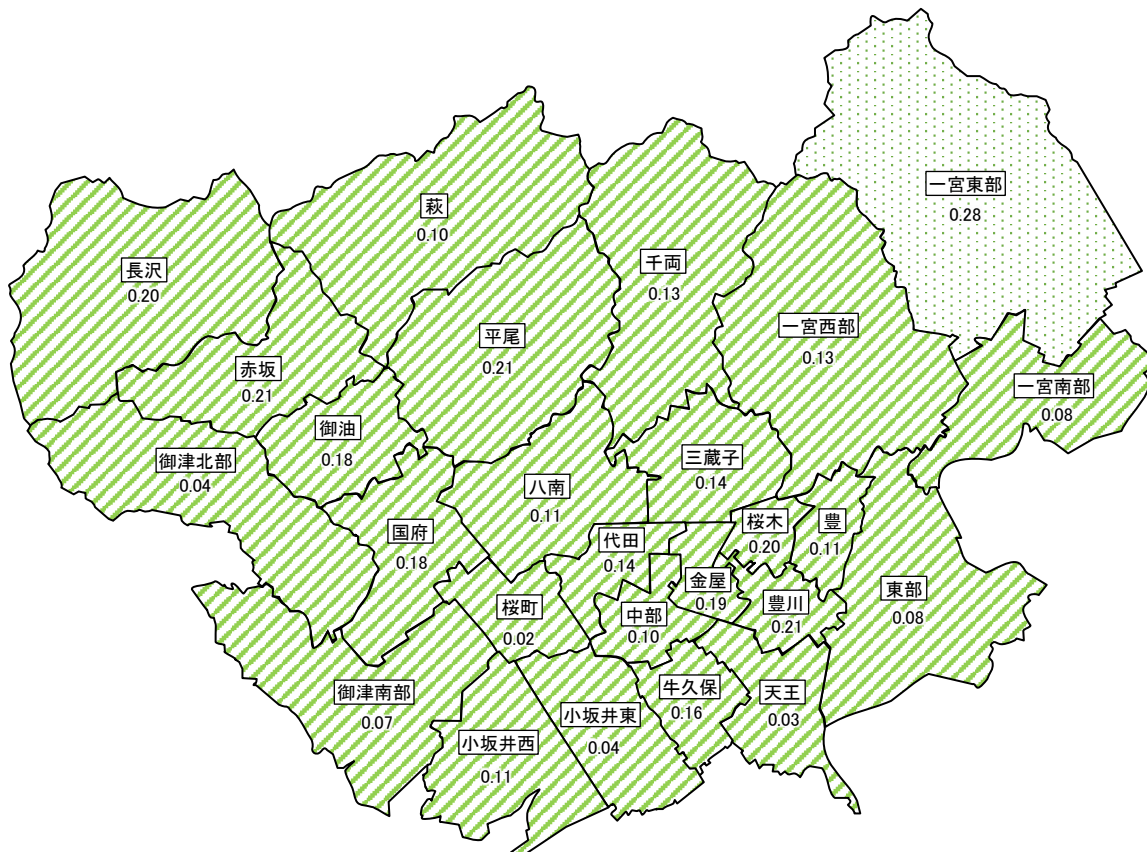 一宮東部
0.28
萩
0.10
長沢
0.20
千両
0.13
一宮西部
0.13
平尾
0.21
赤坂
0.21
一宮南部
0.08
御油
0.18
御津北部
0.04
三蔵子
0.14
八南
0.11
国府
0.18
代田
0.14
桜木
0.20
豊
0.11
金屋
0.19
豊川
0.21
東部
0.08
桜町
0.02
中部
0.10
御津南部
0.07
牛久保
0.16
天王
0.03
小坂井東
0.04
小坂井西
0.11